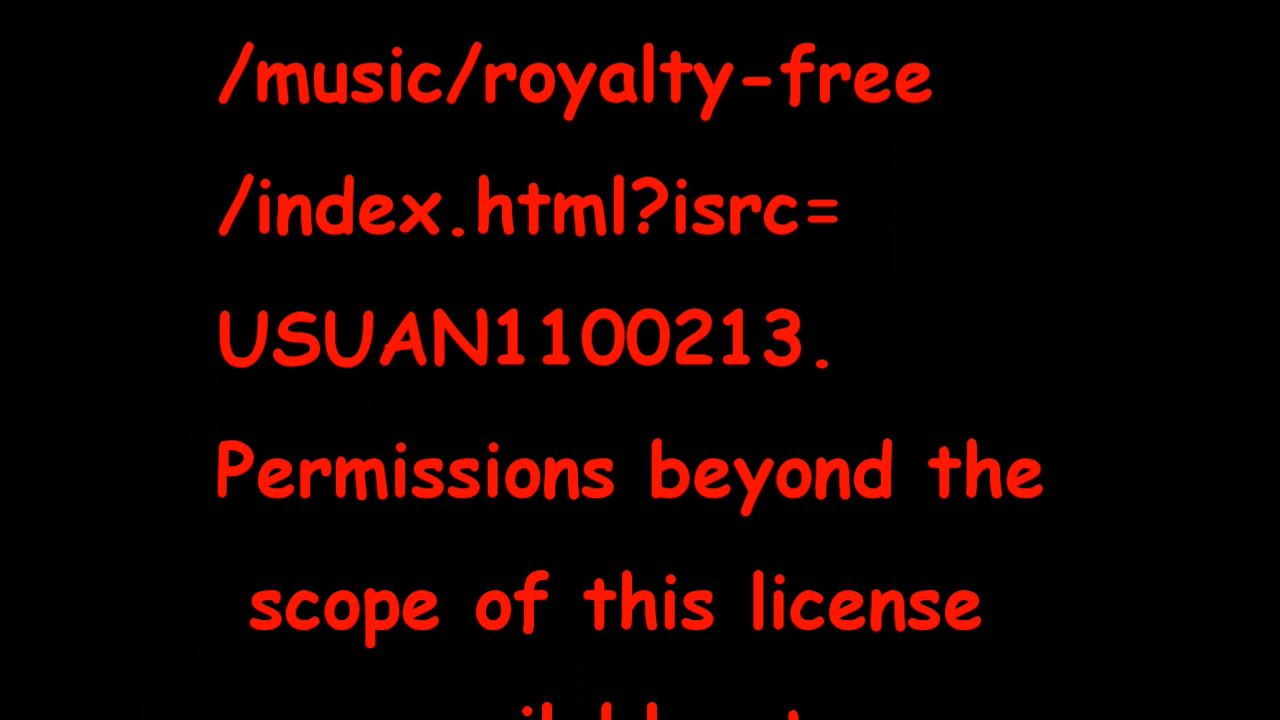 /music/royalty-free
/index.html?isrc=
USUAN1100213.
Permissions beyond the
scope of this license